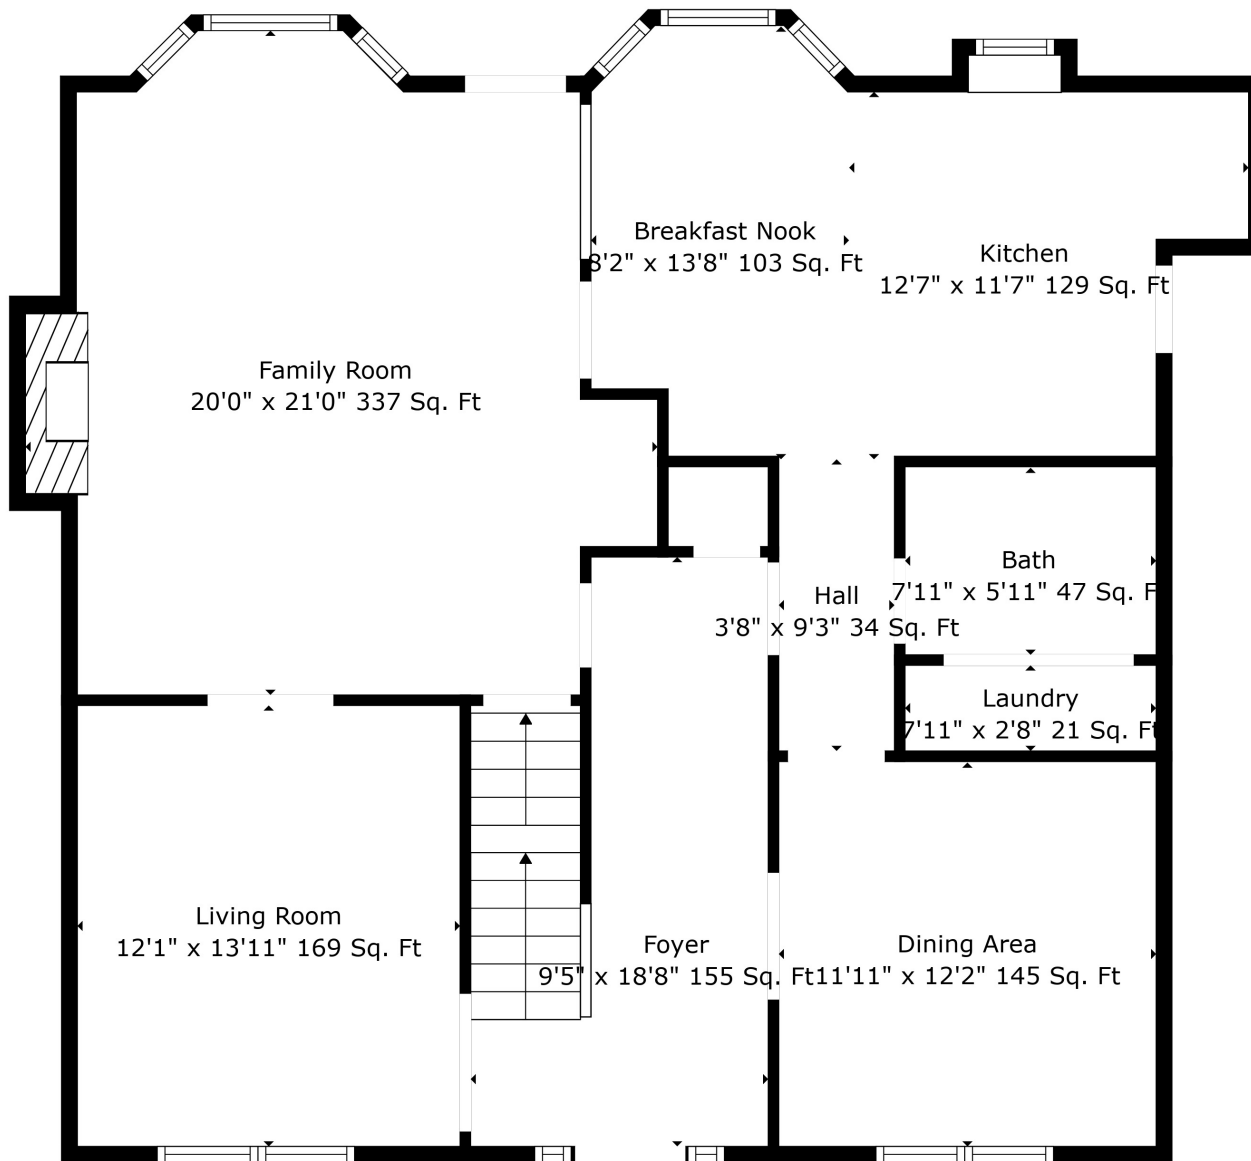 Breakfast Nook
8'2" x 13'8" 103 Sq. Ft
Kitchen
12'7" x 11'7" 129 Sq. Ft
Family Room
20'0" x 21'0" 337 Sq. Ft
Bath
7'11" x 5'11" 47 Sq. Ft
Hall
3'8" x 9'3" 34 Sq. Ft
Laundry
7'11" x 2'8" 21 Sq. Ft
Living Room
12'1" x 13'11" 169 Sq. Ft
Foyer
9'5" x 18'8" 155 Sq. Ft
Dining Area
11'11" x 12'2" 145 Sq. Ft